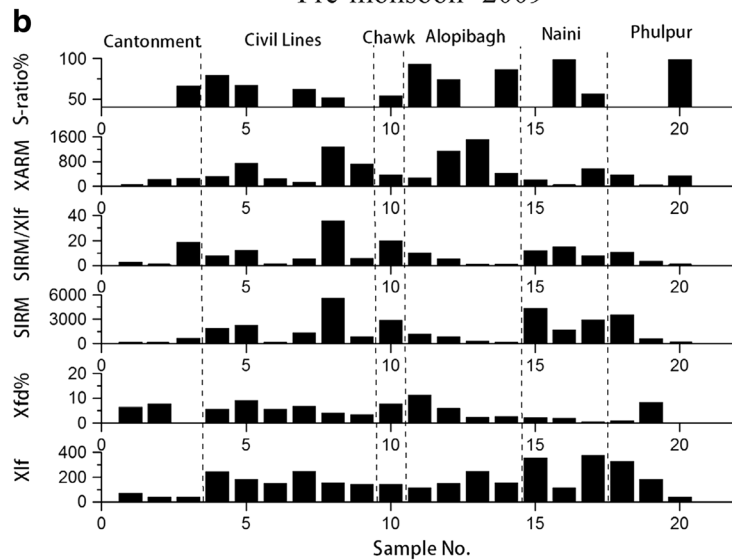 b
Cantonment Civil Lines Chawk Alopibagh Naini Phulpur
S-ratio%
100
50
0 5 10 15 20
XARM
1600
800
0
0 5 10 15 20
SIRM/Xlf
40
20
0
0 5 10 15 20
SIRM
6000
3000
0
0 5 10 15 20
Xfd%
20
10
0
0 5 10 15 20
Xlf
400
200
0
0 5 10 15 20
Sample No.